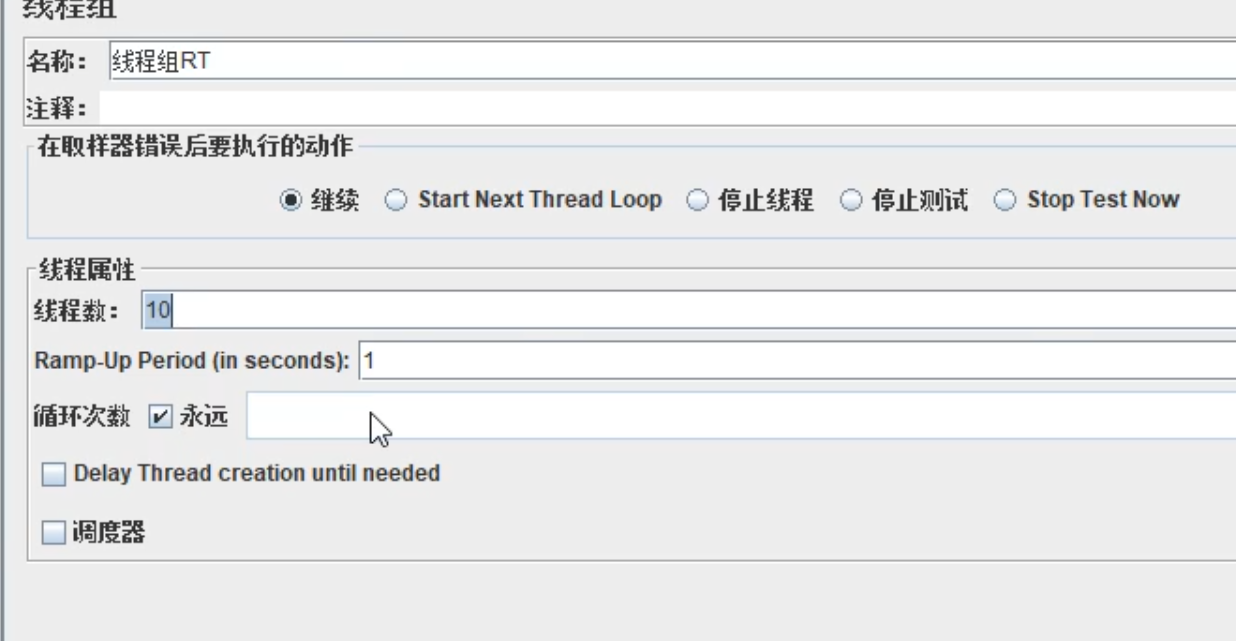 线程组
名称： 线程组RT
注释：
在取样器错误后要执行的动作
继续 Start Next Thread Loop 停止线程 停止测试 Stop Test Now
线程属性
线程数： 10
Ramp-Up Period (in seconds): 1
循环次数 永远
Delay Thread creation until needed
调度器